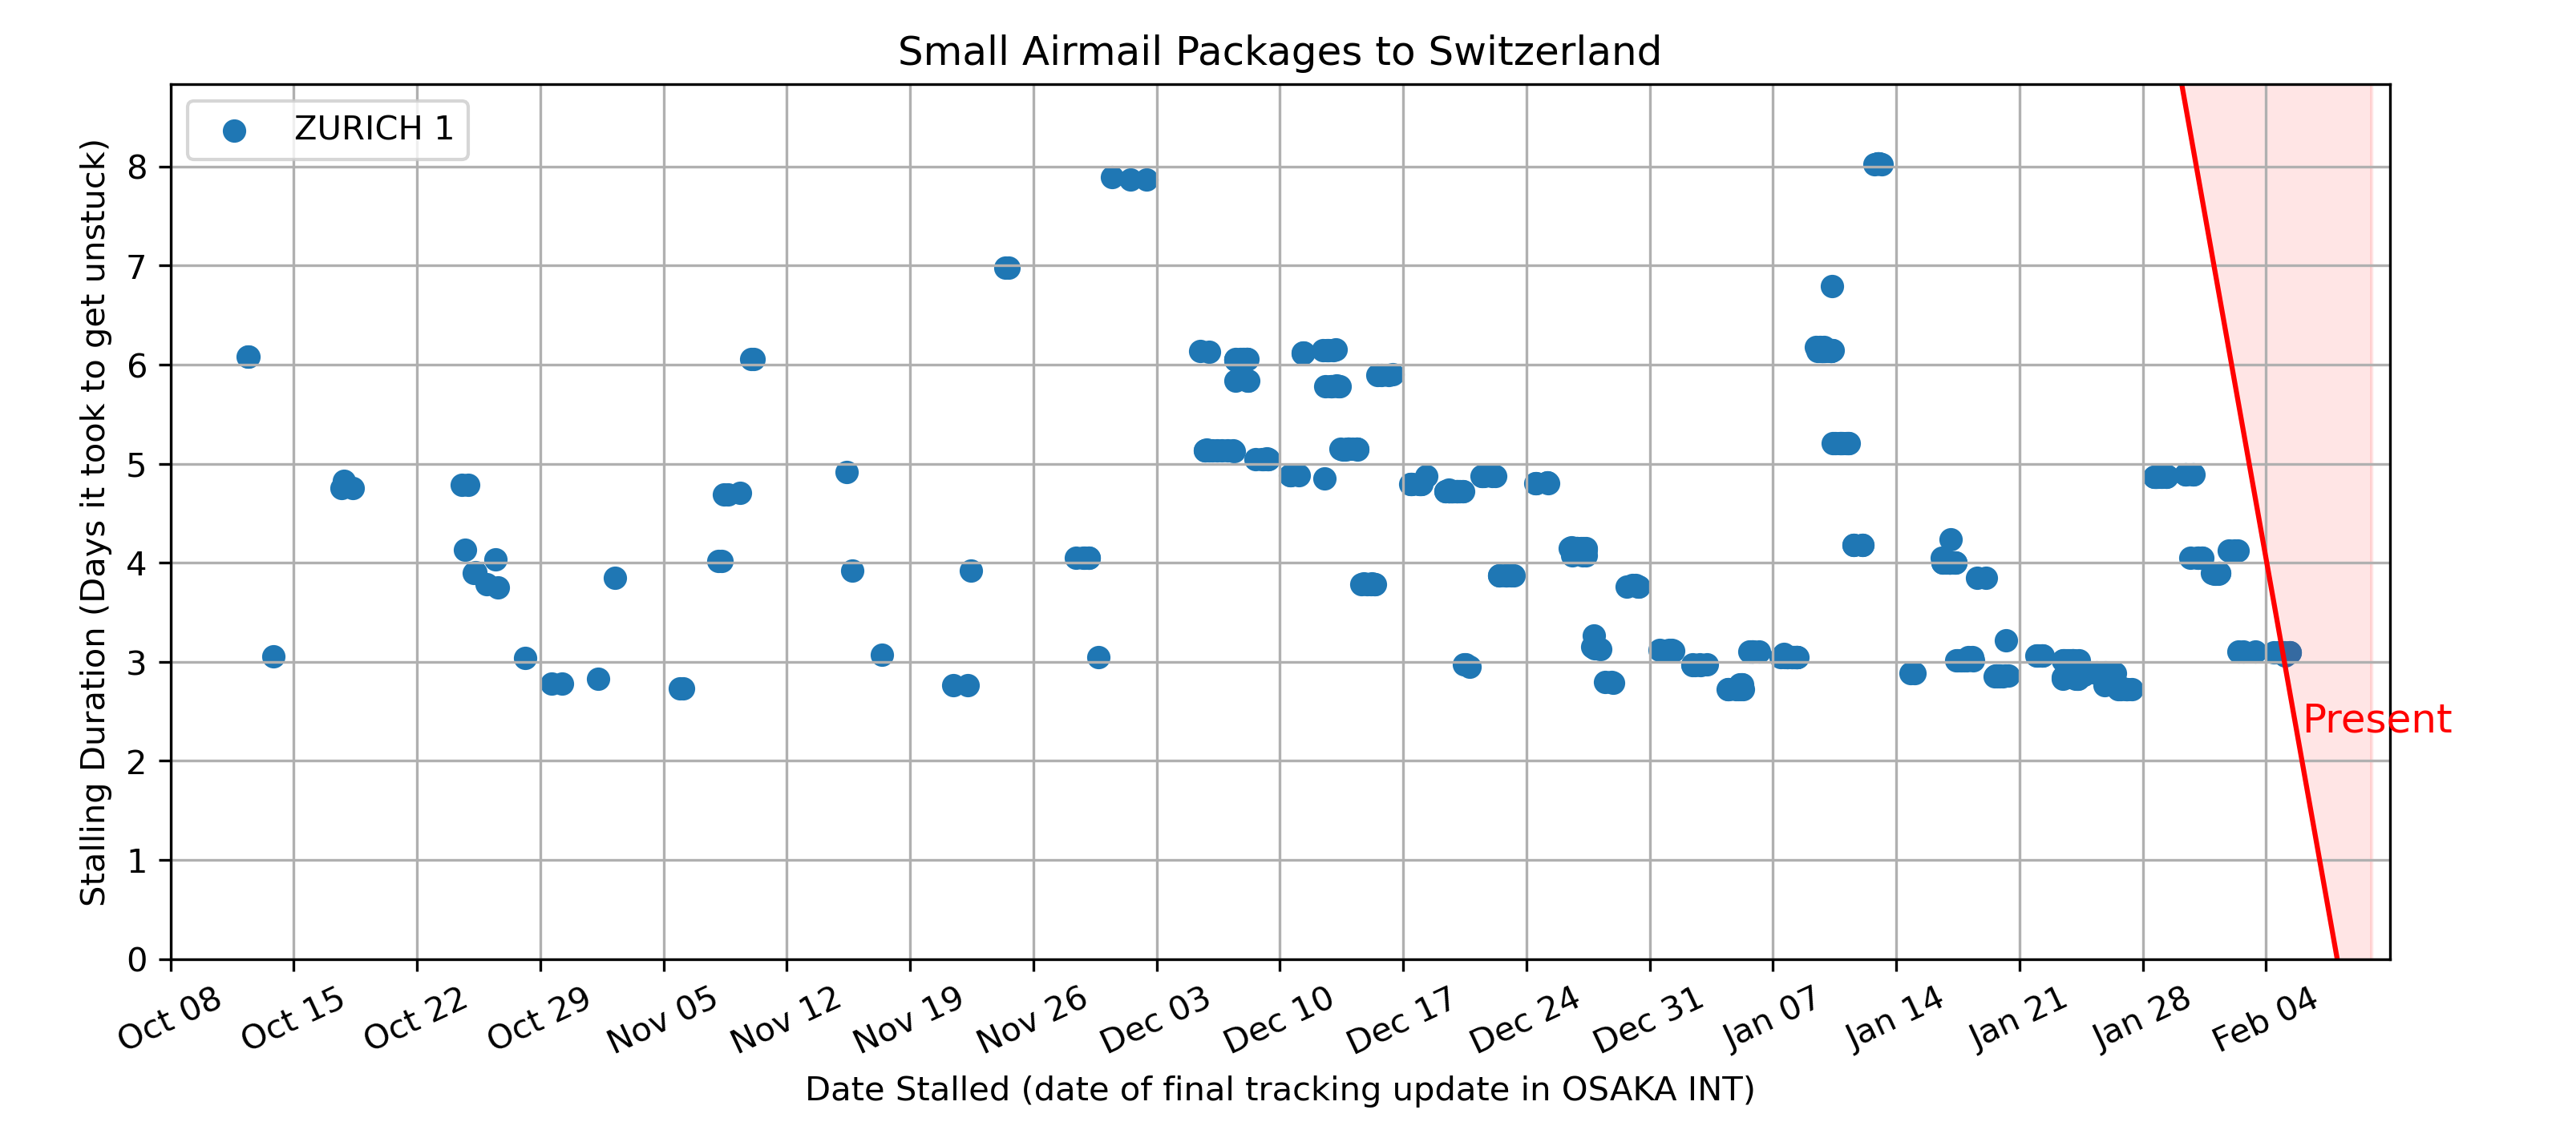 Small Airmail Packages to Switzerland
ZURICH 1
Stalling Duration (Days it took to get unstuck)
8
7
6
5
4
3
2
1
0
Present
Oct 08 Oct 15 Oct 22 Oct 29 Nov 05 Nov 12 Nov 19 Nov 26 Dec 03 Dec 10 Dec 17 Dec 24 Dec 31 Jan 07 Jan 14 Jan 21 Jan 28 Feb 04
Date Stalled (date of final tracking update in OSAKA INT)